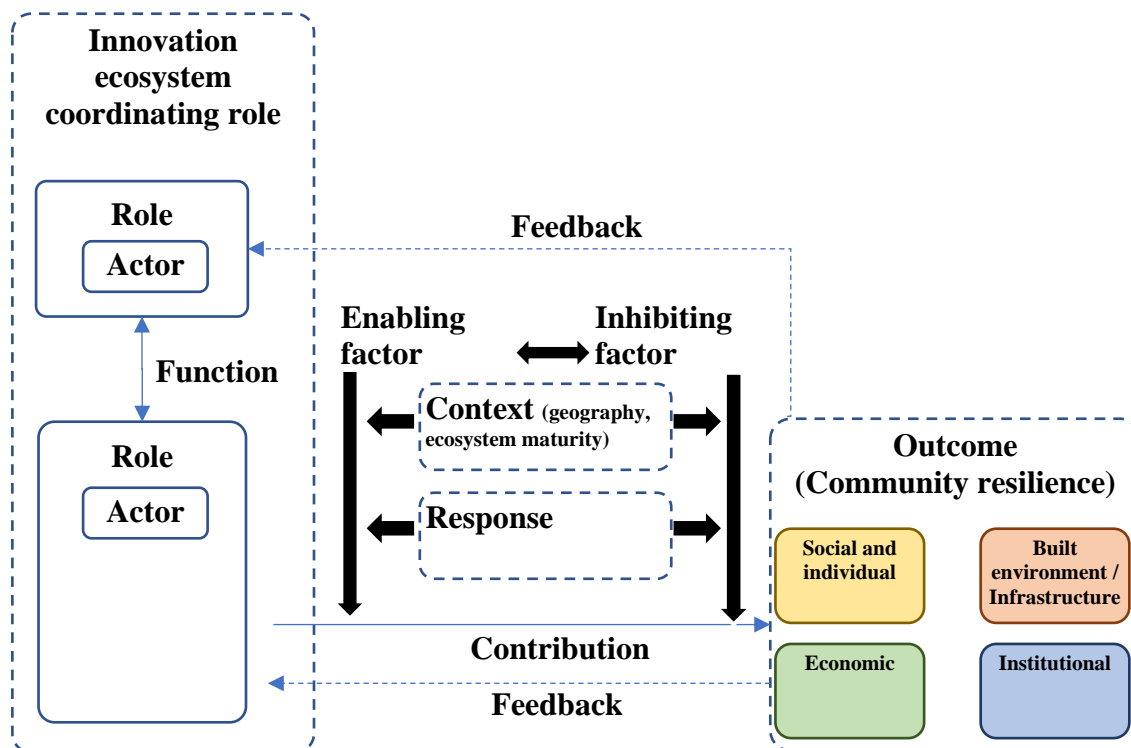 Innovation
ecosystem
coordinating role
Role
Actor
Function
Role
Actor
Feedback
Enabling
factor
Inhibiting
factor
Context (geography,
ecosystem maturity)
Response
Contribution
Feedback
Outcome
(Community resilience)
Social and
individual
Built
environment /
Infrastructure
Economic
Institutional